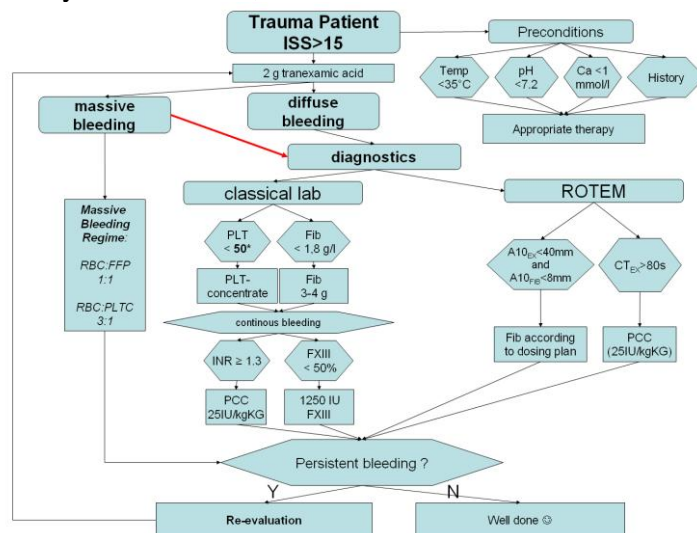 Trauma Patient
ISS>15
Preconditions
2 g tranexamic acid
Temp
<35°C
pH
<7.2
Ca <1
mmol/l
History
massive
bleeding
diffuse
bleeding
Appropriate therapy
diagnostics
classical lab
ROTEM
Massive
Bleeding
Regime:
RBC:FFP
1:1
RBC:PLTC
3:1
PLT
< 50*
Fib
< 1,8 g/l
A10EX<40mm
and
A10FIB<8mm
CTEX>80s
PLT-
concentrate
Fib
3-4 g
continous bleeding
Fib according
to dosing plan
PCC
(25IU/kgKG)
INR ≥ 1.3
FXIII
< 50%
PCC
25IU/kgKG
1250 IU
FXIII
Persistent bleeding ?
Y
N
Re-evaluation
Well done ☺